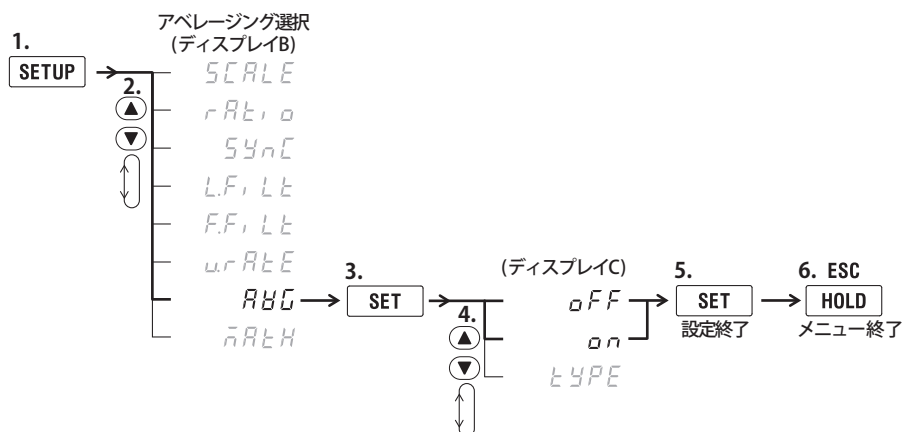 アベレージング選択
(ディスプレイB)
1.
SETUP
2.
SCALE
rAtio
SYnC
L.FiLt
F.FiLt
u.rAtE
AVG
MAtH
3.
SET
(ディスプレイC)
4.
oFF
on
tYPE
5.
SET
設定終了
6. ESC
HOLD
メニュー終了